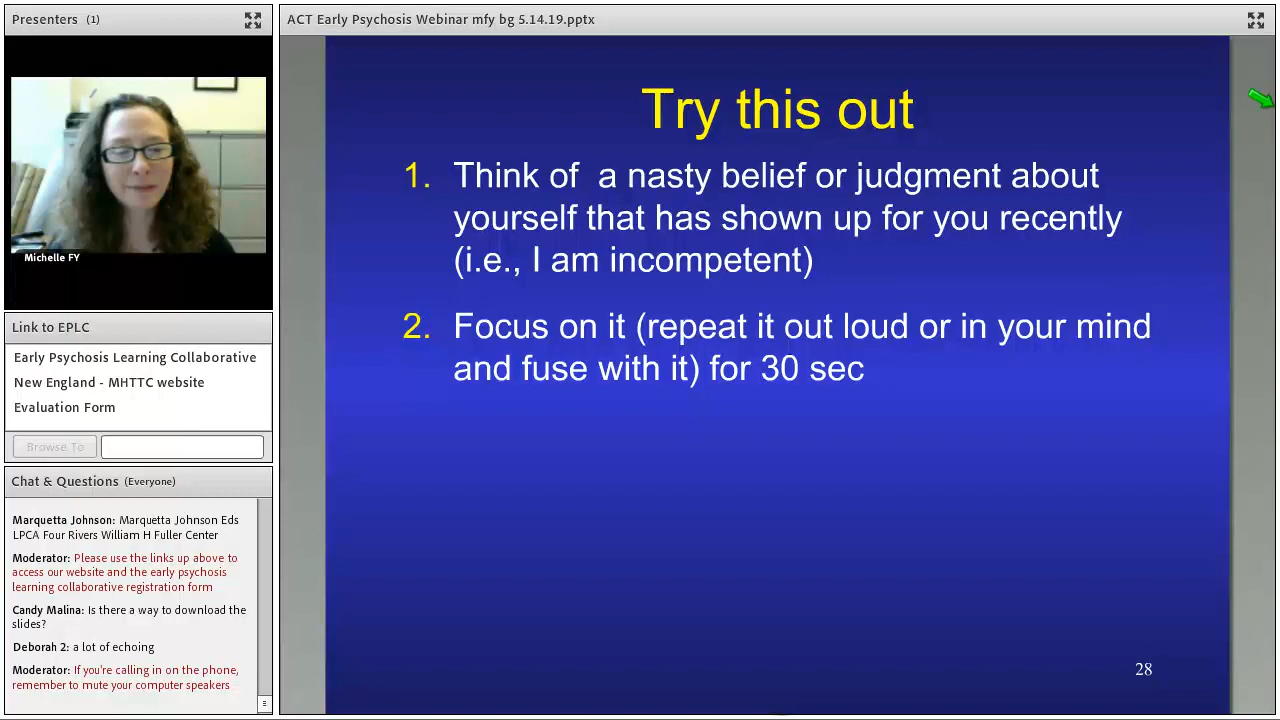 Presenters (1)
Michelle FY
Link to EPLC
Early Psychosis Learning Collaborative
New England - MHTTC website
Evaluation Form
Browse To
Chat & Questions (Everyone)
Marquetta Johnson: Marquetta Johnson Eds
LPCA Four Rivers William H Fuller Center
Moderator: Please use the links up above to
access our website and the early psychosis
learning collaborative registration form
Candy Malina: Is there a way to download the
slides?
Deborah 2: a lot of echoing
Moderator: If you're calling in on the phone,
remember to mute your computer speakers
ACT Early Psychosis Webinar mfy bg 5.14.19.pptx
Try this out
1. Think of a nasty belief or judgment about
yourself that has shown up for you recently
(i.e., I am incompetent)
2. Focus on it (repeat it out loud or in your mind
and fuse with it) for 30 sec
28